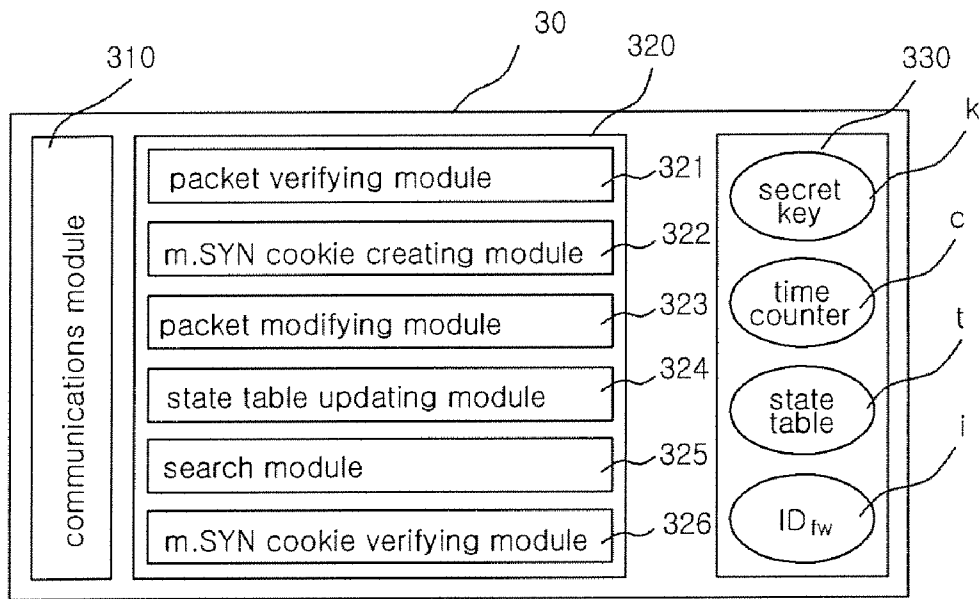 30
310
320
330
k
communications module
packet verifying module
321
m.SYN cookie creating module
322
packet modifying module
323
state table updating module
324
search module
325
m.SYN cookie verifying module
326
secret
key
time
counter
c
state
table
t
IDfw
i